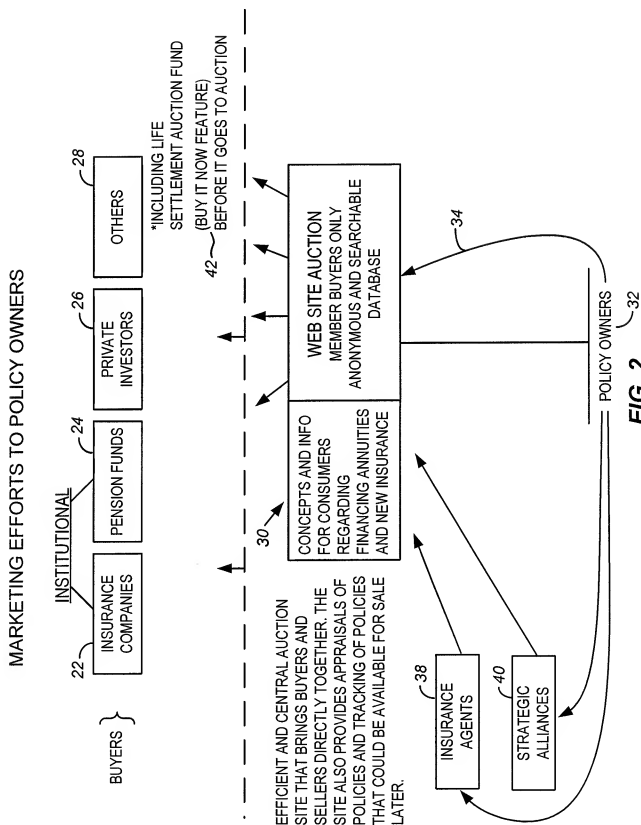 MARKETING EFFORTS TO POLICY OWNERS
BUYERS
INSTITUTIONAL
22
INSURANCE
COMPANIES
24
PENSION FUNDS
26
PRIVATE
INVESTORS
28
OTHERS
*INCLUDING LIFE
SETTLEMENT AUCTION FUND
(BUY IT NOW FEATURE)
42
BEFORE IT GOES TO AUCTION
EFFICIENT AND CENTRAL AUCTION
SITE THAT BRINGS BUYERS AND
SELLERS DIRECTLY TOGETHER. THE
SITE ALSO PROVIDES APPRAISALS OF
POLICIES AND TRACKING OF POLICIES
THAT COULD BE AVAILABLE FOR SALE
LATER.
30
CONCEPTS AND INFO
FOR CONSUMERS
REGARDING
FINANCING ANNUITIES
AND NEW INSURANCE
WEB SITE AUCTION
MEMBER BUYERS ONLY
ANONYMOUS AND SEARCHABLE
DATABASE
34
38
INSURANCE
AGENTS
40
STRATEGIC
ALLIANCES
POLICY OWNERS
32
FIG. 2